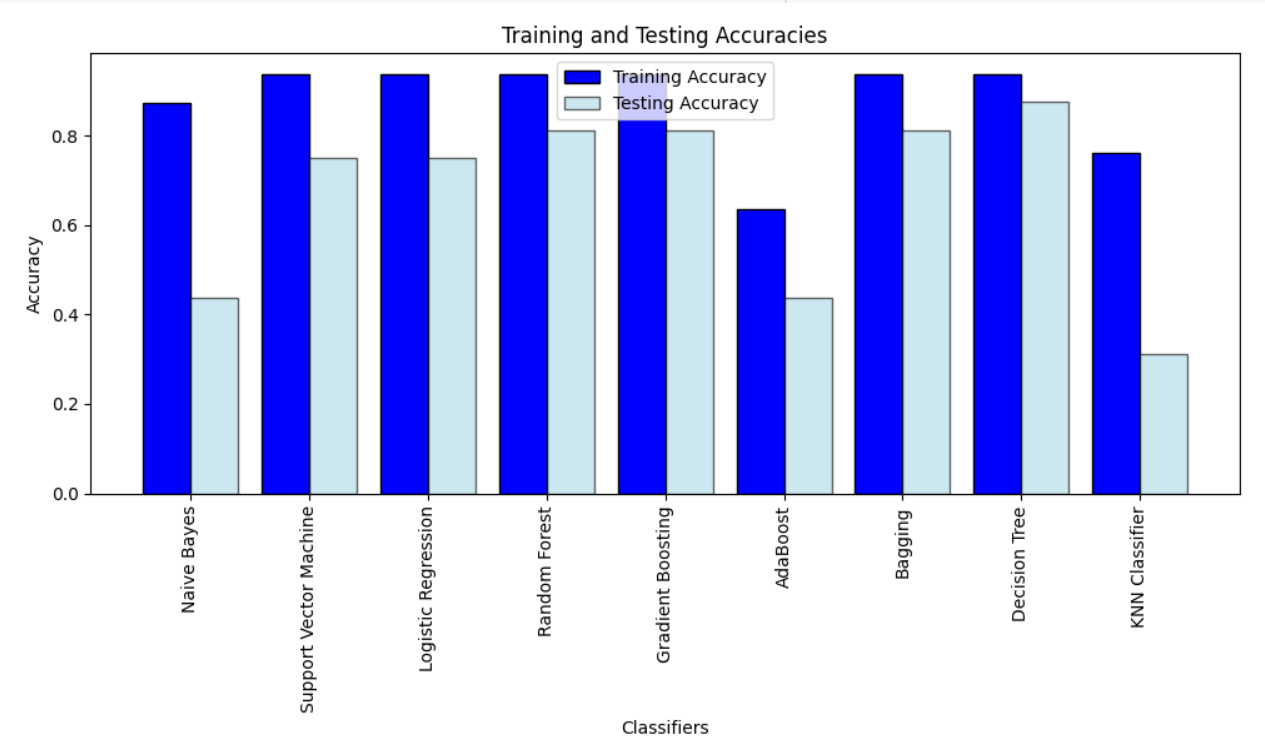 Training and Testing Accuracies
Training Accuracy
Testing Accuracy
Accuracy
0.8
0.6
0.4
0.2
0.0
Naive Bayes
Support Vector Machine
Logistic Regression
Random Forest
Gradient Boosting
AdaBoost
Bagging
Decision Tree
KNN Classifier
Classifiers